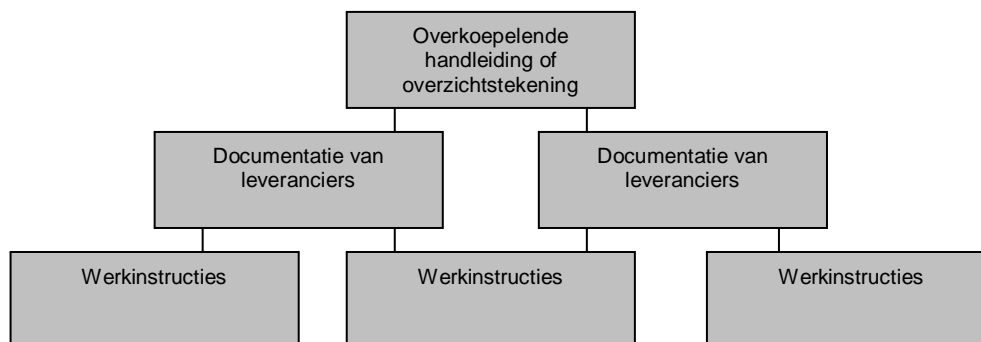 Overkoepelende
handleiding of
overzichtstekening
Documentatie van
leveranciers
Documentatie van
leveranciers
Werkinstructies
Werkinstructies
Werkinstructies